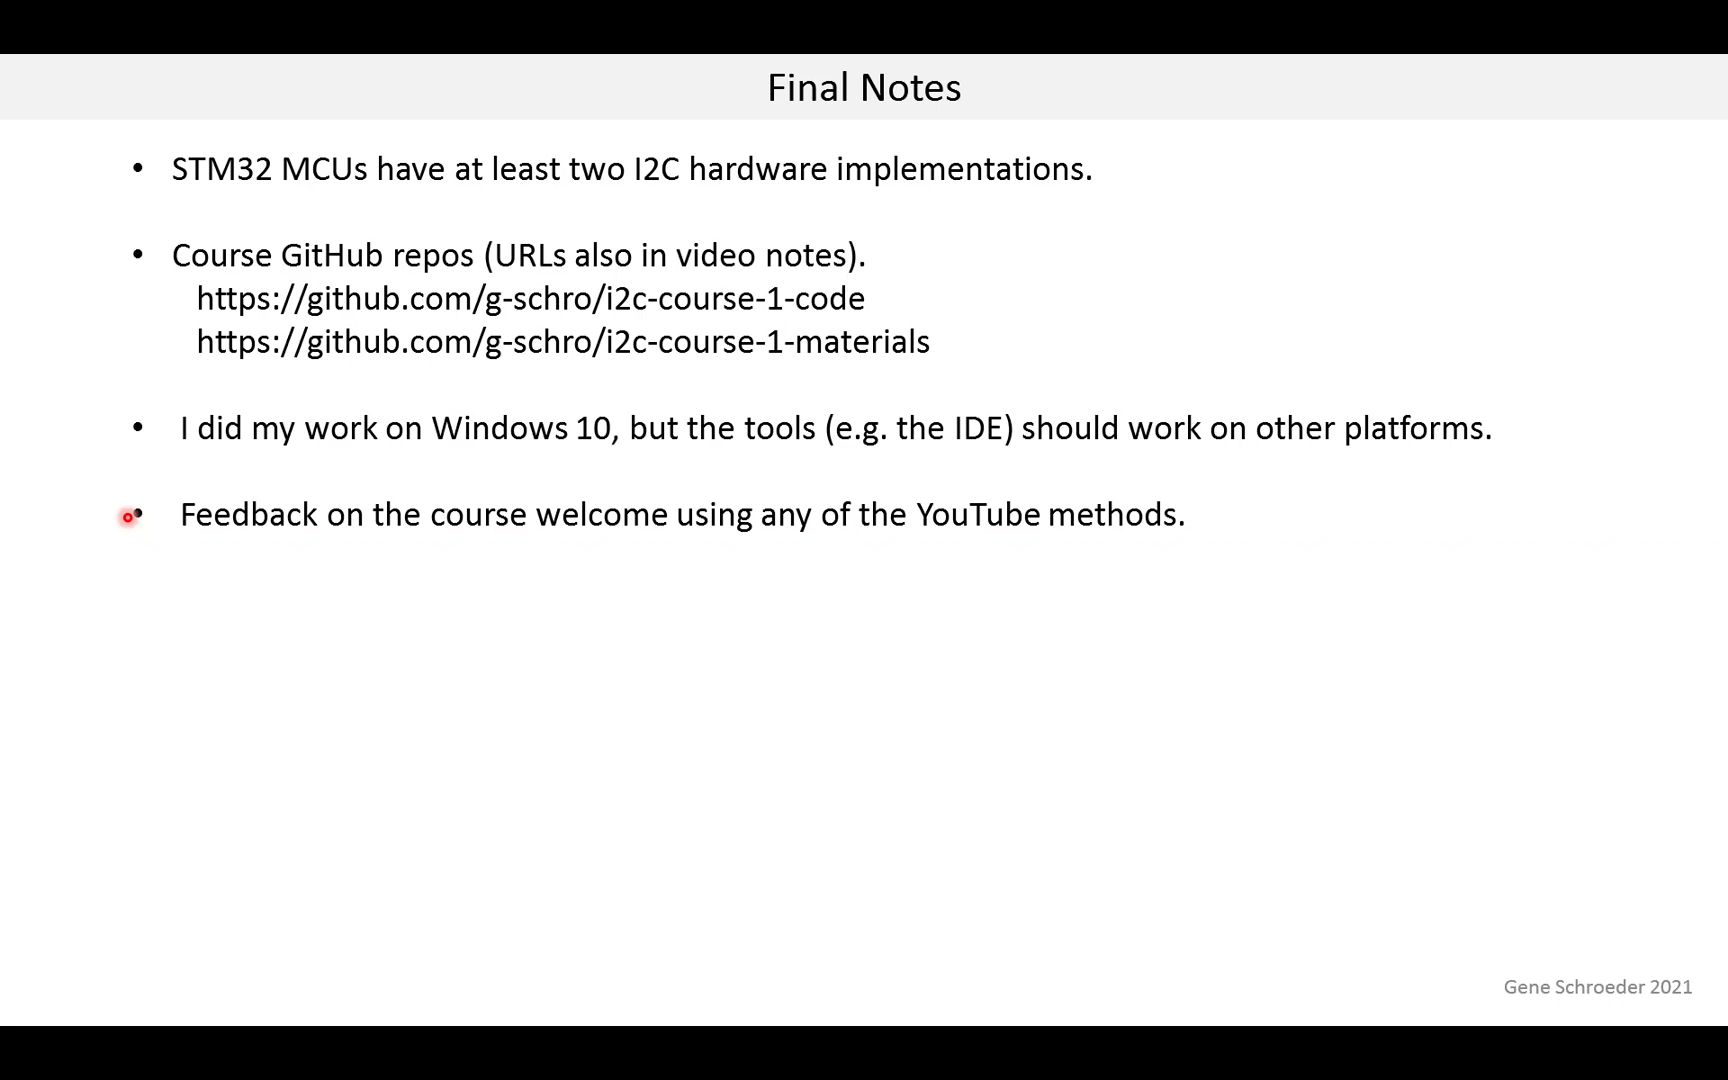 Final Notes
• STM32 MCUs have at least two I2C hardware implementations.
• Course GitHub repos (URLs also in video notes).
https://github.com/g-schro/i2c-course-1-code
https://github.com/g-schro/i2c-course-1-materials
• I did my work on Windows 10, but the tools (e.g. the IDE) should work on other platforms.
• Feedback on the course welcome using any of the YouTube methods.
Gene Schroeder 2021